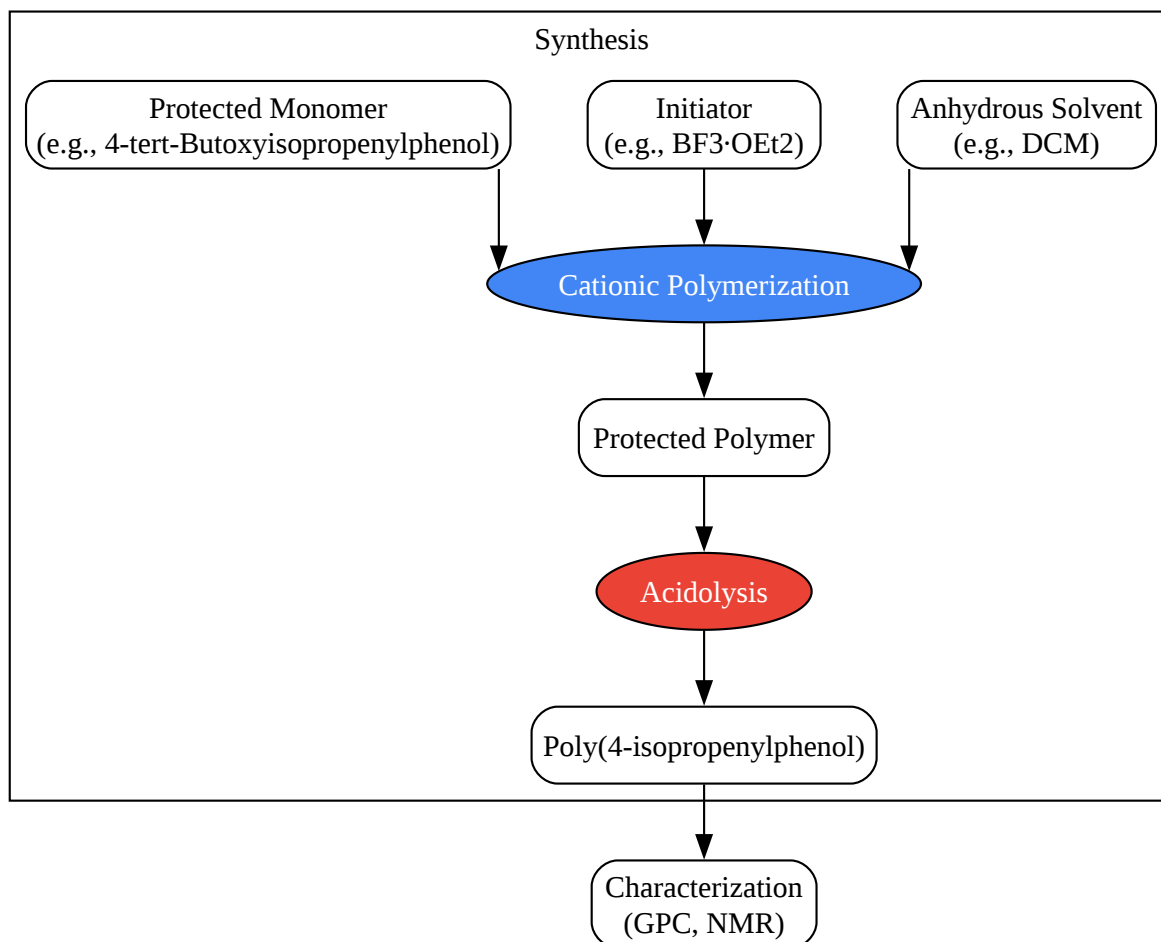 Synthesis
Protected Monomer
(e.g., 4-tert-Butoxyisopropenylphenol)
Initiator
(e.g., BF3·OEt2)
Anhydrous Solvent
(e.g., DCM)
Cationic Polymerization
Protected Polymer
Acidolysis
Poly(4-isopropenylphenol)
Characterization
(GPC, NMR)